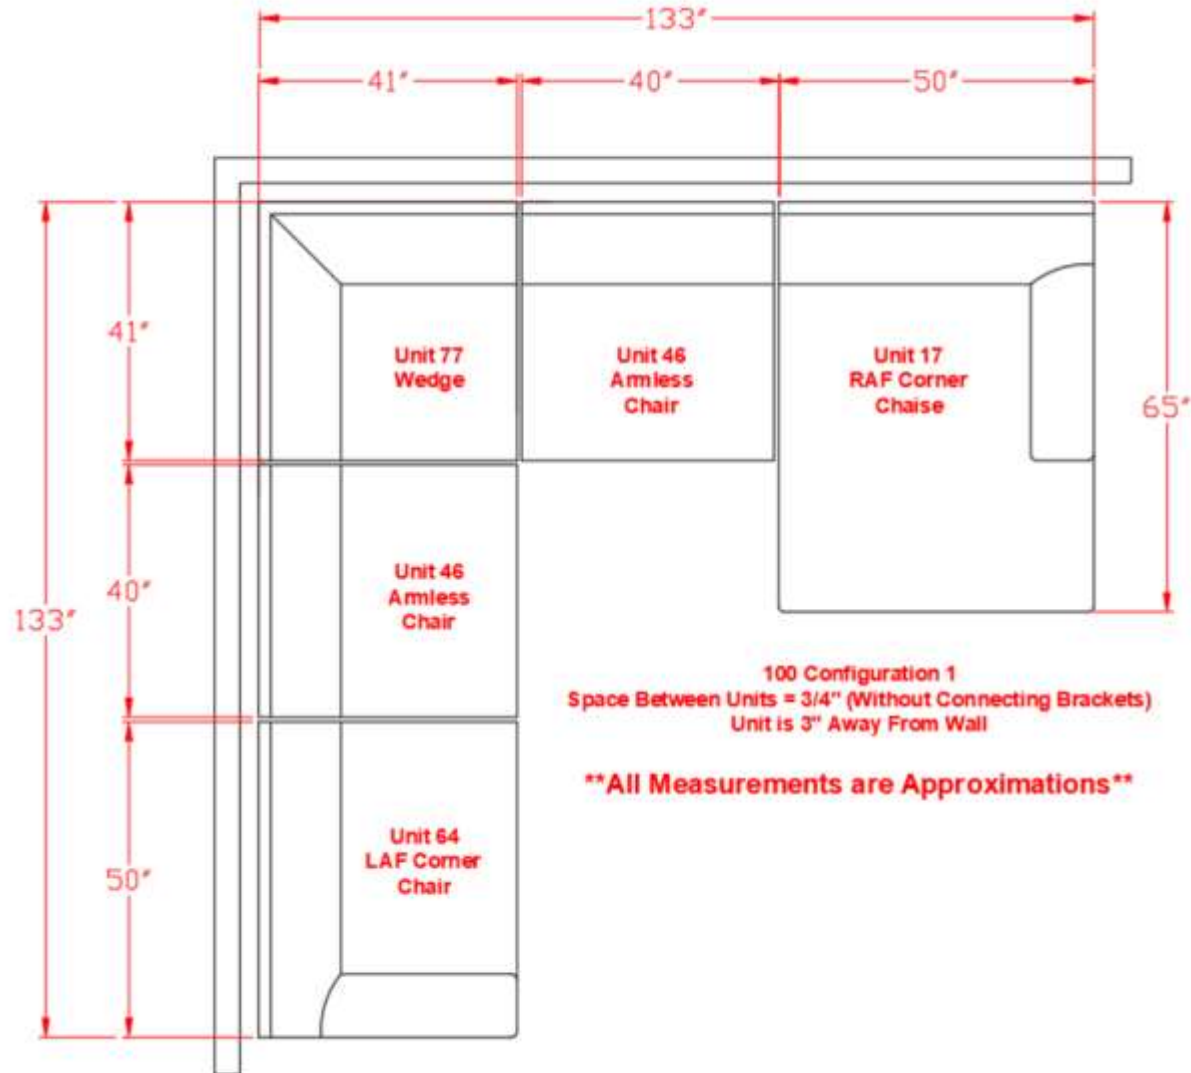 133"
41"
40"
50"
41"
Unit 77
Wedge
Unit 46
Armless
Chair
Unit 17
RAF Corner
Chaise
65"
133"
40"
Unit 46
Armless
Chair
100 Configuration 1
Space Between Units = 3/4" (Without Connecting Brackets)
Unit is 3" Away From Wall
**All Measurements are Approximations**
50"
Unit 64
LAF Corner
Chair